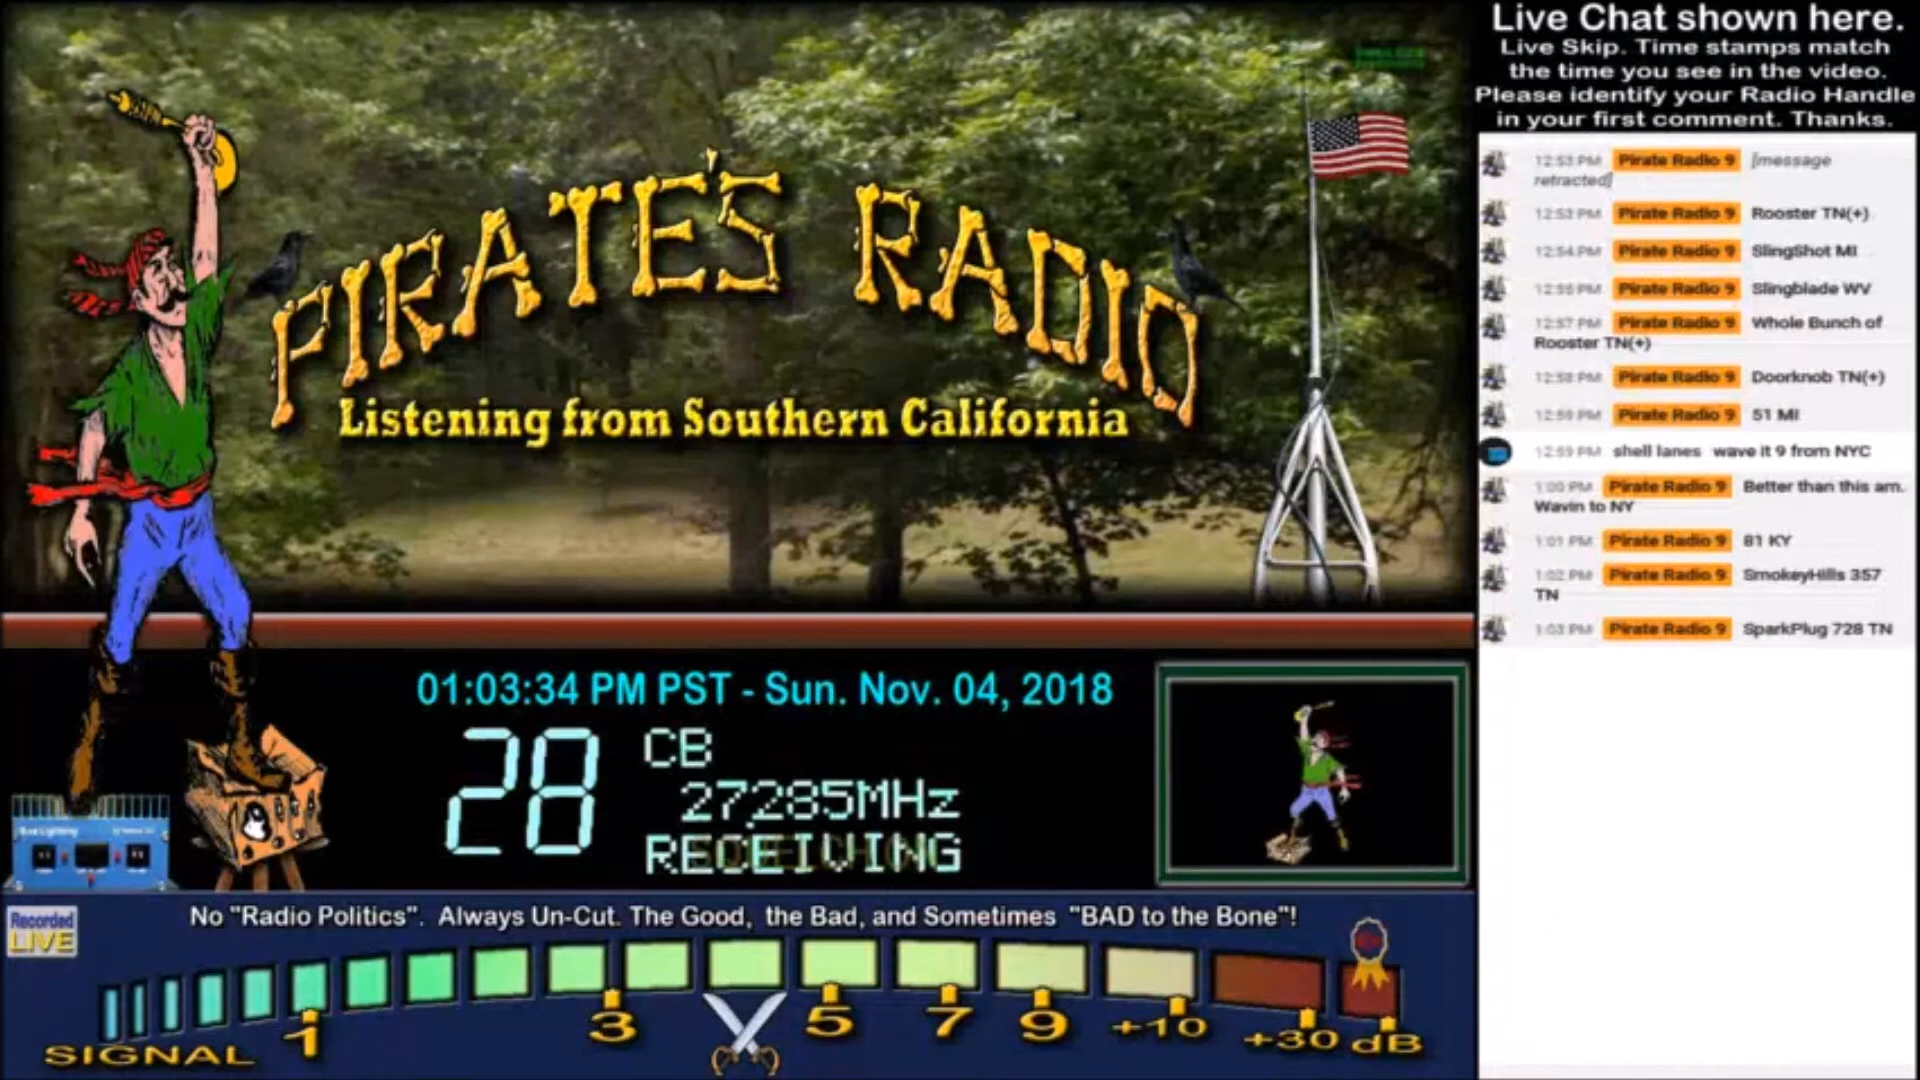 Live Chat shown here.
Live Skip. Time stamps match
the time you see in the video.
Please identify your Radio Handle
in your first comment. Thanks.
PIRATE'S RADIO
Listening from Southern California
12:53 PM Pirate Radio 9 [message
retracted]
12:53 PM Pirate Radio 9 Rooster TN(+)
12:54 PM Pirate Radio 9 SlingShot MI
12:55 PM Pirate Radio 9 Slingblade WV
12:57 PM Pirate Radio 9 Whole Bunch of
Rooster TN(+)
12:58 PM Pirate Radio 9 Doorknob TN(+)
12:59 PM Pirate Radio 9 51 MI
12:59 PM shell lanes wave it 9 from NYC
1:00 PM Pirate Radio 9 Better than this am.
Wavin to NY
1:01 PM Pirate Radio 9 81 KY
1:02 PM Pirate Radio 9 SmokeyHills 357
TN
1:03 PM Pirate Radio 9 SparkPlug 728 TN
01:03:34 PM PST - Sun. Nov. 04, 2018
28
CB
27.285MHz
RECEIVING
Recorded
LIVE
No "Radio Politics". Always Un-Cut. The Good, the Bad, and Sometimes "BAD to the Bone"!
SIGNAL 1 3 5 7 9 +10 +30 dB